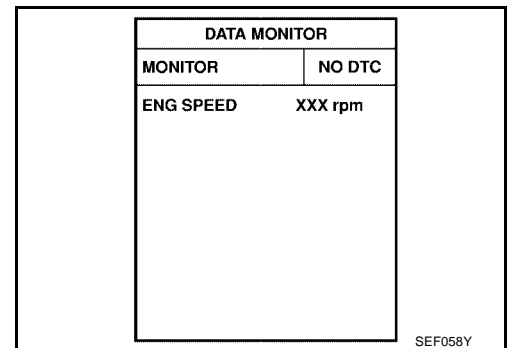 DATA MONITOR
MONITOR NO DTC
ENG SPEED XXX rpm
SEF058Y